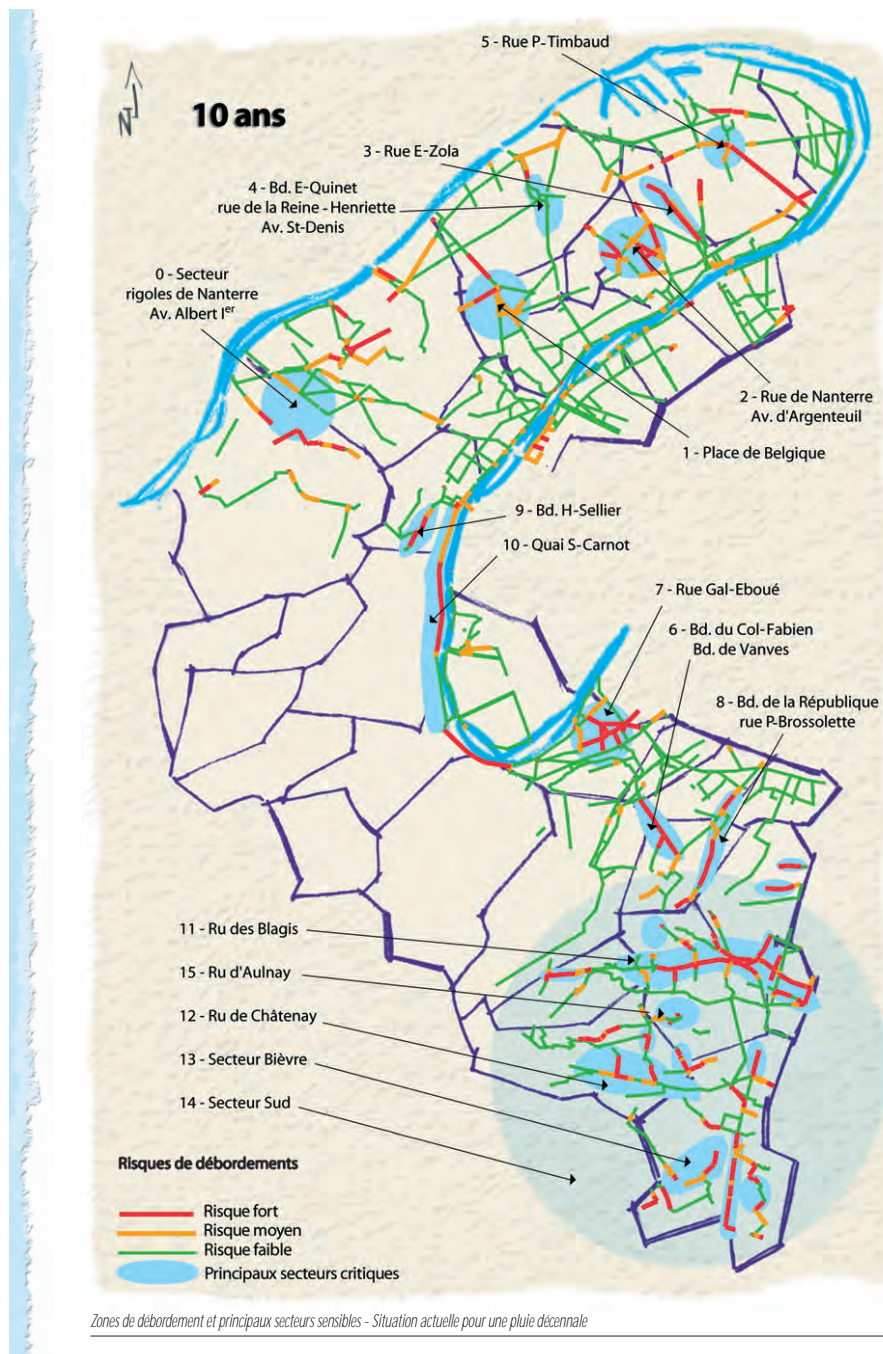 5 - Rue P-Timbaud
N
10 ans
3 - Rue E-Zola
4 - Bd. E-Quinet
rue de la Reine - Henriette
Av. St-Denis
0 - Secteur
rigoles de Nanterre
Av. Albert Ier
2 - Rue de Nanterre
Av. d'Argenteuil
1 - Place de Belgique
9 - Bd. H-Sellier
10 - Quai S-Carnot
7 - Rue Gal-Eboué
6 - Bd. du Col-Fabien
Bd. de Vanves
8 - Bd. de la République
rue P-Brossolette
11 - Ru des Blagis
15 - Ru d'Aulnay
12 - Ru de Châtenay
13 - Secteur Bièvre
14 - Secteur Sud
Risques de débordements
Risque fort
Risque moyen
Risque faible
Principaux secteurs critiques
Zones de débordement et principaux secteurs sensibles - Situation actuelle pour une pluie décennale